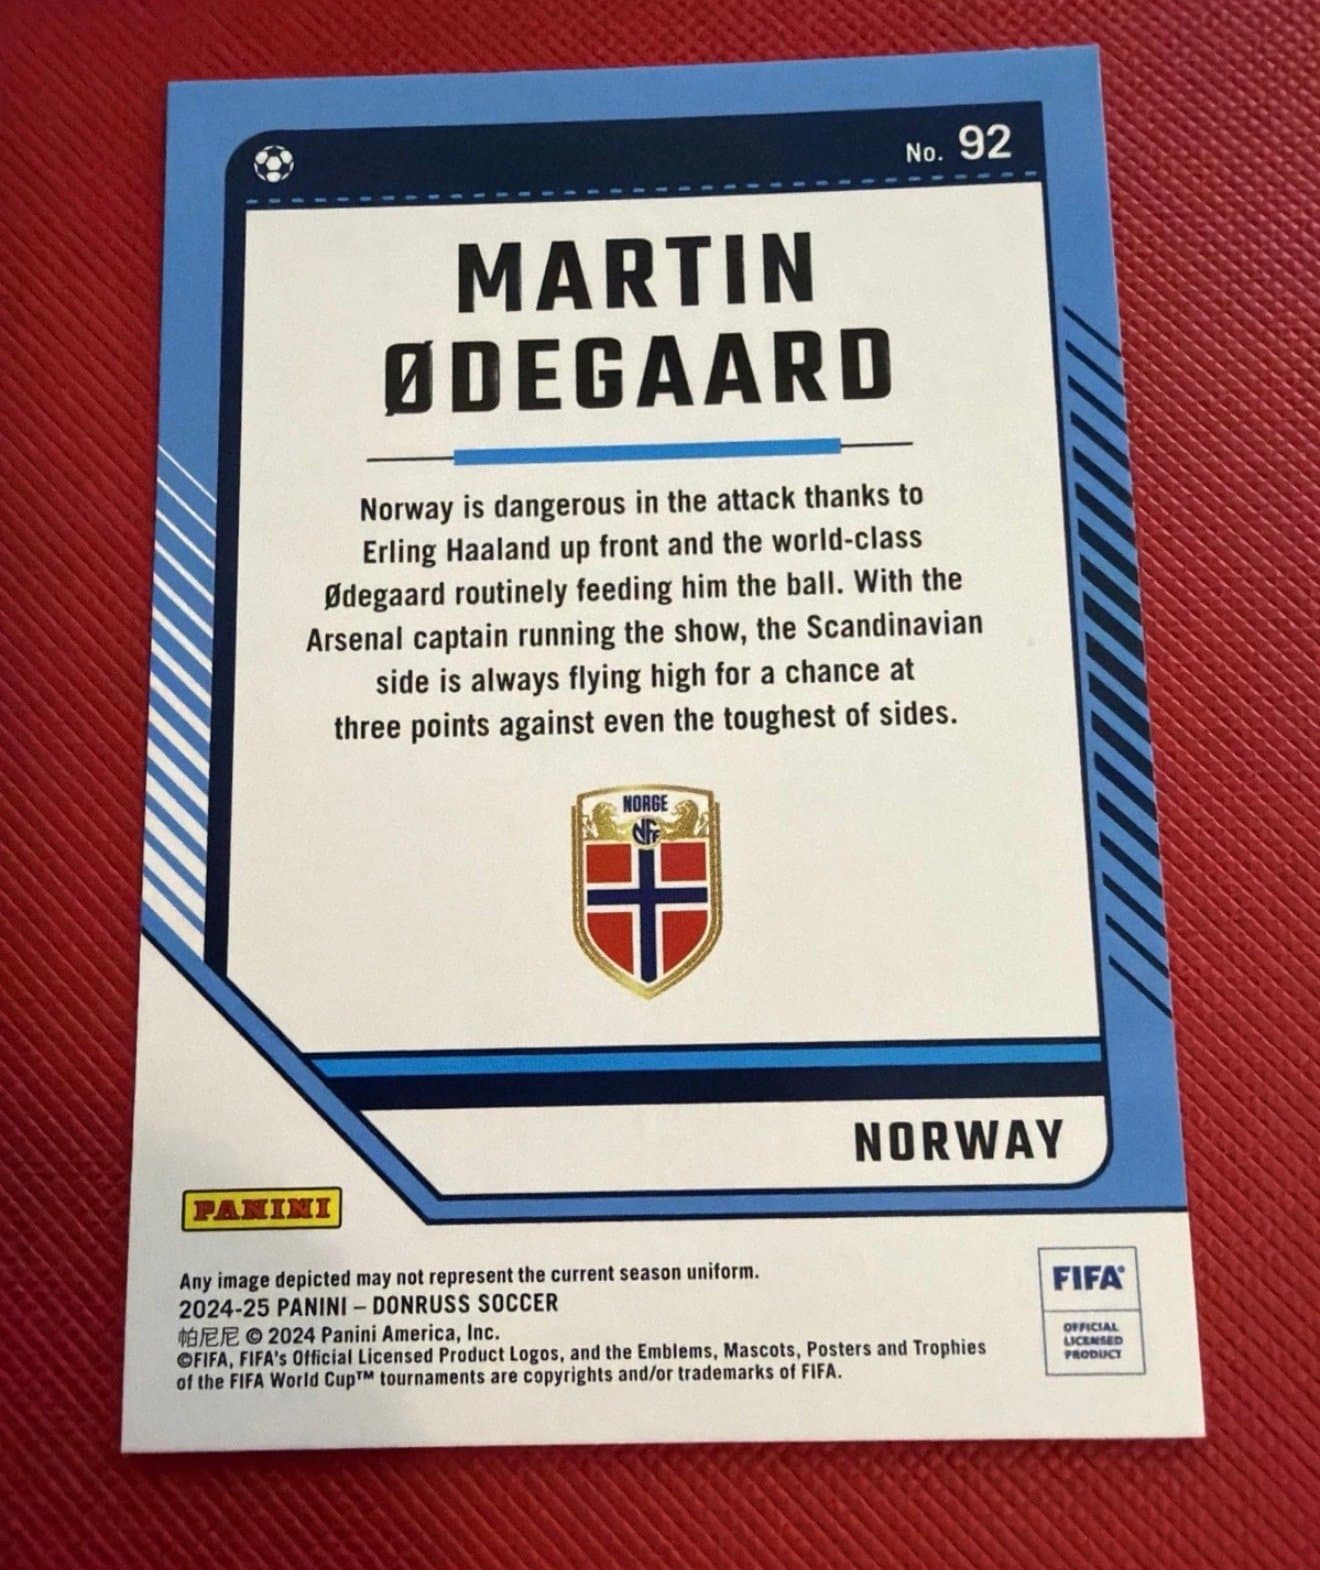 No. 92
MARTIN
ØDEGAARD
Norway is dangerous in the attack thanks to
Erling Haaland up front and the world-class
Ødegaard routinely feeding him the ball. With the
Arsenal captain running the show, the Scandinavian
side is always flying high for a chance at
three points against even the toughest of sides.
NORGE
NFF
NORWAY
PANINI
Any image depicted may not represent the current season uniform.
2024-25 PANINI – DONRUSS SOCCER
帕尼尼 © 2024 Panini America, Inc.
©FIFA, FIFA's Official Licensed Product Logos, and the Emblems, Mascots, Posters and Trophies
of the FIFA World Cup™ tournaments are copyrights and/or trademarks of FIFA.
FIFA®
OFFICIAL
LICENSED
PRODUCT